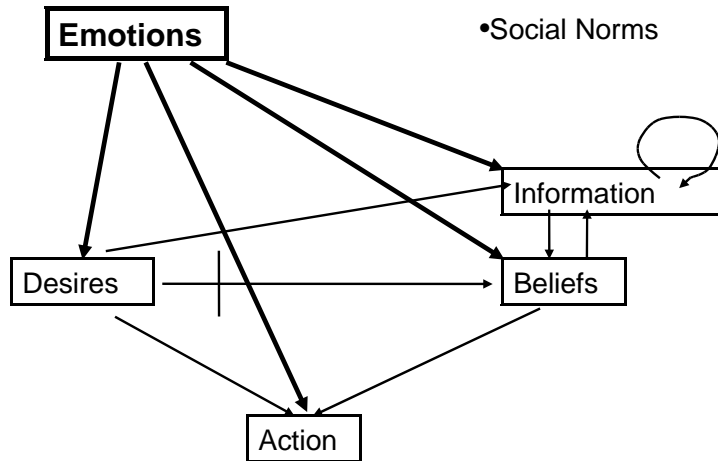 Emotions
•Social Norms
Information
Desires
Beliefs
Action